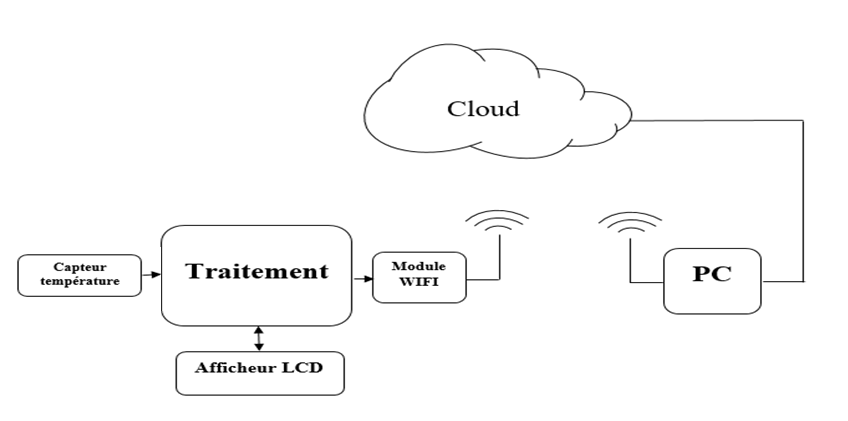 Cloud
Capteur
température
Traitement
Module
WIFI
PC
Afficheur LCD